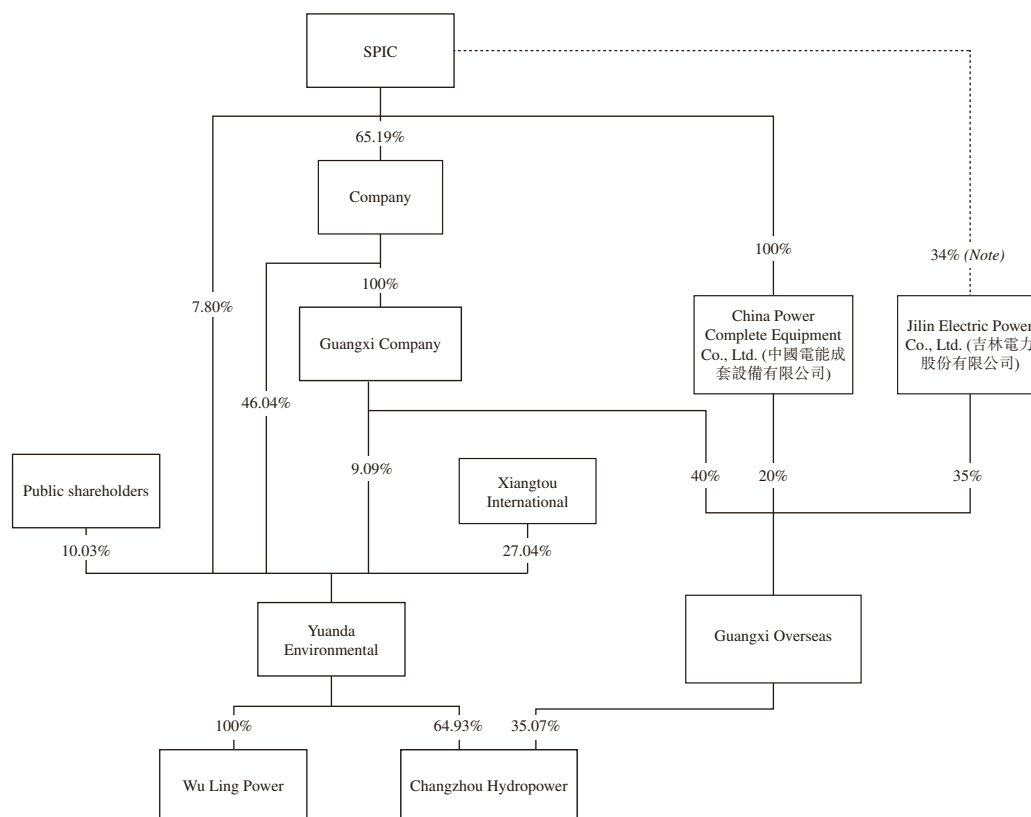 SPIC
65.19%
Company
100%
34% (Note)
100%
7.80%
Guangxi Company
China Power
Complete Equipment
Co., Ltd. (中國電能成
套設備有限公司)
Jilin Electric Power
Co., Ltd. (吉林電力
股份有限公司)
46.04%
9.09%
40%
20%
35%
Public shareholders
Xiangtou
International
10.03%
27.04%
Yuanda
Environmental
Guangxi Overseas
100%
64.93%
35.07%
Wu Ling Power
Changzhou Hydropower